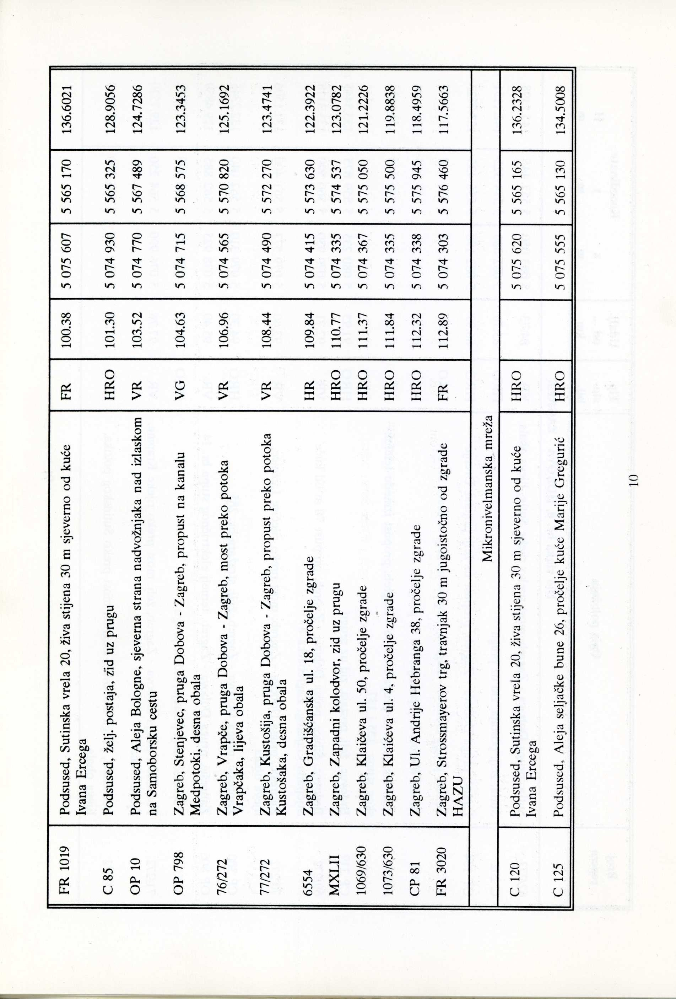 FR 1019 Podsused, Sutinska vrela 20, živa stijena 30 m sjeverno od kuće FR 100.38 5 075 607 5 565 170 136.6021
Ivana Ercega
C 85 Podsused, želj. postaja, zid uz prugu HRO 101.30 5 074 930 5 565 325 128.9056
OP 10 Podsused, Aleja Bologne, sjeverna strana nadvožnjaka nad izlaskom VR 103.52 5 074 770 5 567 489 124.7286
na Samoborsku cestu
OP 798 Zagreb, Stenjevec, pruga Dobova - Zagreb, propust na kanalu VG 104.63 5 074 715 5 568 575 123.3453
Medpotoki, desna obala
76/272 Zagreb, Vrapče, pruga Dobova - Zagreb, most preko potoka VR 106.96 5 074 565 5 570 820 125.1692
Vrapčaka, lijeva obala
77/272 Zagreb, Kustošija, pruga Dobova - Zagreb, propust preko potoka VR 108.44 5 074 490 5 572 270 123.4741
Kustošaka, desna obala
6554 Zagreb, Gradišćanska ul. 18, pročelje zgrade HR 109.84 5 074 415 5 573 630 122.3922
MXLII Zagreb, Zapadni kolodvor, zid uz prugu HRO 110.77 5 074 335 5 574 537 123.0782
1069/630 Zagreb, Klaičeva ul. 50, pročelje zgrade HRO 111.37 5 074 367 5 575 050 121.2226
1073/630 Zagreb, Klaićeva ul. 4, pročelje zgrade HRO 111.84 5 074 335 5 575 500 119.8838
CP 81 Zagreb, Ul. Andrije Hebranga 38, pročelje zgrade HRO 112.32 5 074 338 5 575 945 118.4959
FR 3020 Zagreb, Strossmayerov trg, travnjak 30 m jugoistočno od zgrade FR 112.89 5 074 303 5 576 460 117.5663
HAZU
Mikronivelmanska mreža
C 120 Podsused, Sutinska vrela 20, živa stijena 30 m sjeverno od kuće HRO 5 075 620 5 565 165 136.2328
Ivana Ercega
C 125 Podsused, Aleja seljačke bune 26, pročelje kuće Marije Gregurić HRO 5 075 555 5 565 130 134.5008
10